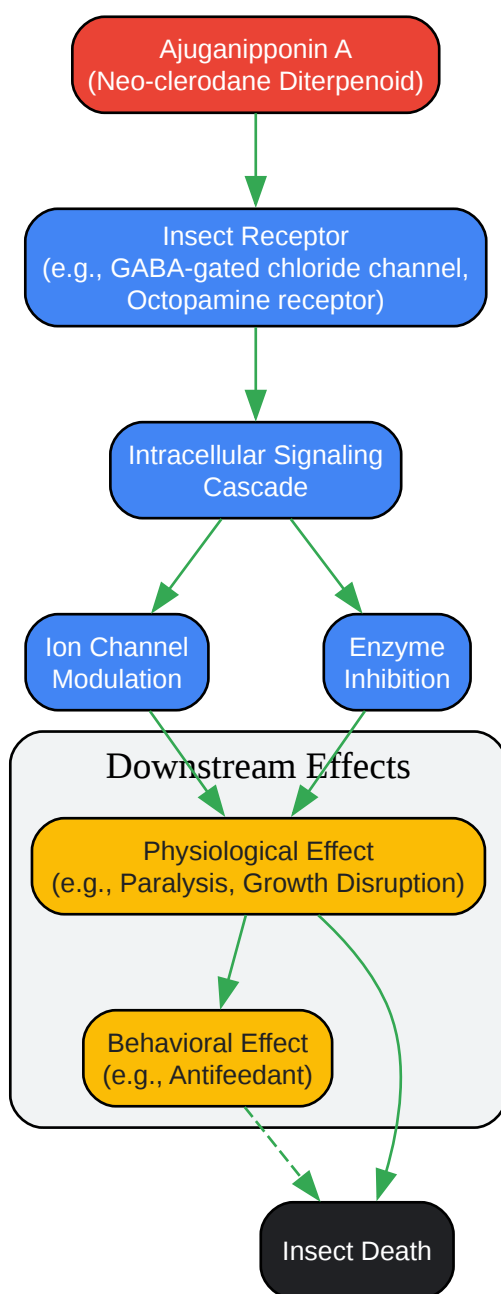 Ajuganipponin A
(Neo-clerodane Diterpenoid)
Insect Receptor
(e.g., GABA-gated chloride channel,
Octopamine receptor)
Intracellular Signaling
Cascade
Ion Channel
Modulation
Enzyme
Inhibition
Downstream Effects
Physiological Effect
(e.g., Paralysis, Growth Disruption)
Behavioral Effect
(e.g., Antifeedant)
Insect Death